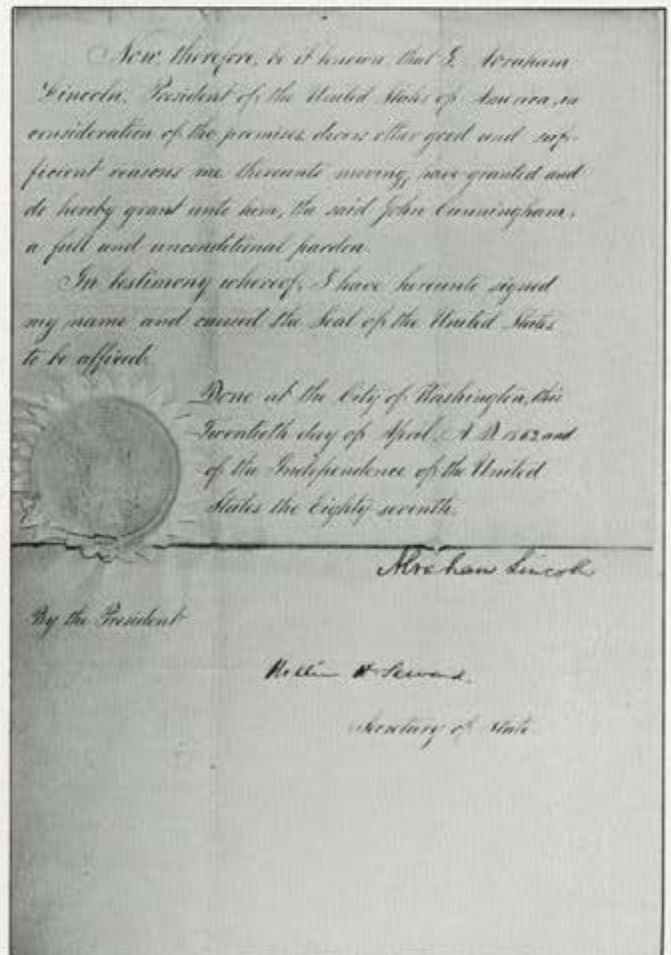 Now, therefore, be it known, that I, Abraham
Lincoln, President of the United States of America, in
consideration of the premises, divers other good and suf-
ficient reasons me thereunto moving, have granted and
do hereby grant unto him, the said John Cunningham,
a full and unconditional pardon.
In testimony whereof, I have hereunto signed
my name and caused the Seal of the United States
to be affixed.
Done at the City of Washington, this
Twentieth day of April, A.D. 1863 and
of the Independence of the United
States the Eighty-seventh.
Abraham Lincoln
By the President
William H Seward
Secretary of State